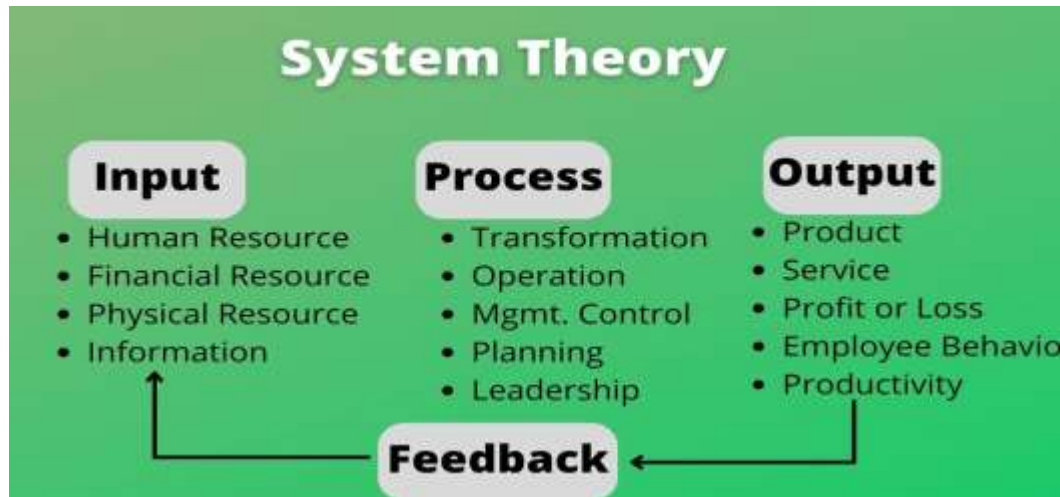 System Theory
Input
• Human Resource
• Financial Resource
• Physical Resource
• Information
Process
• Transformation
• Operation
• Mgmt. Control
• Planning
• Leadership
Output
• Product
• Service
• Profit or Loss
• Employee Behavio
• Productivity
Feedback